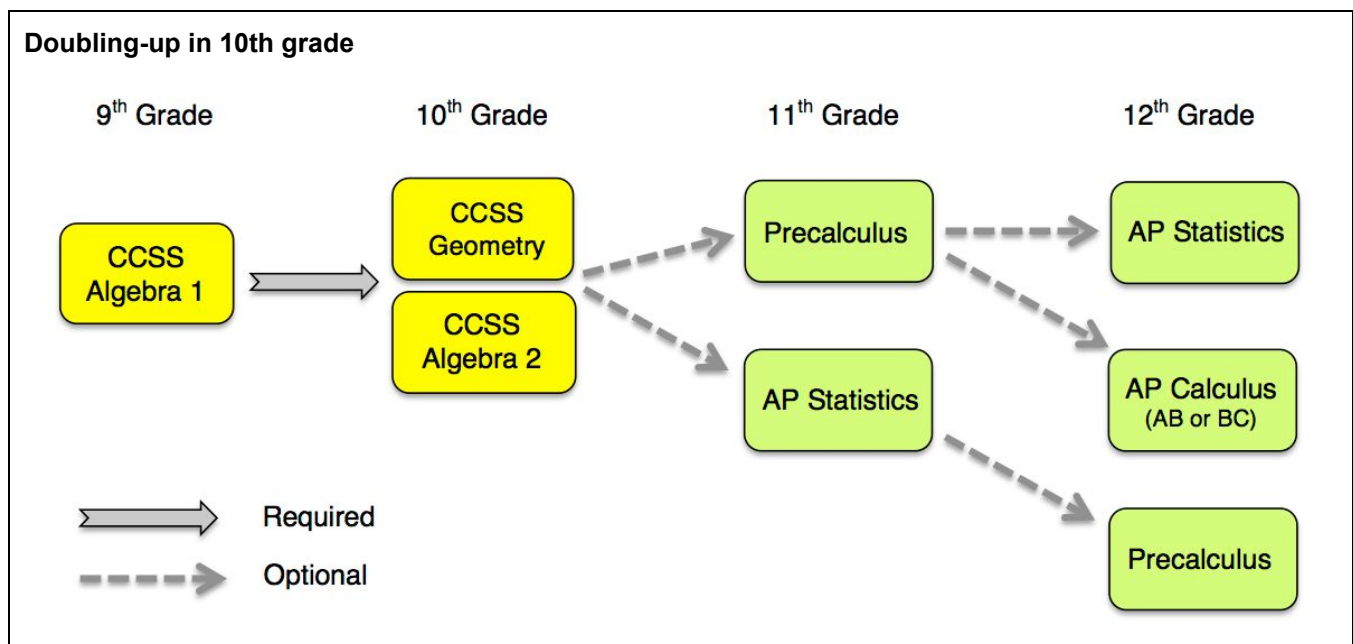 Doubling-up in 10th grade
9th Grade
10th Grade
11th Grade
12th Grade
CCSS
Algebra 1
CCSS
Geometry
CCSS
Algebra 2
Precalculus
AP Statistics
AP Statistics
AP Calculus
(AB or BC)
Precalculus
Required
Optional